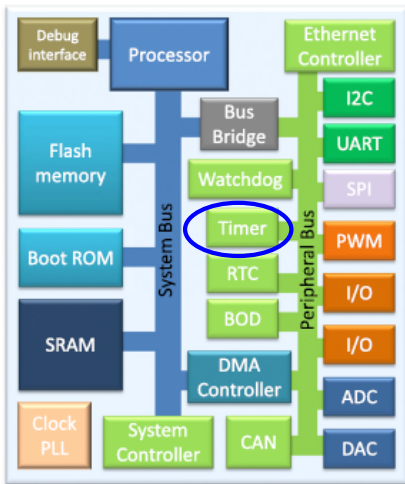 Debug
interface
Processor
Ethernet
Controller
Flash
memory
Bus
Bridge
I2C
UART
Watchdog
SPI
Timer
PWM
Boot ROM
System Bus
Peripheral Bus
RTC
I/O
BOD
SRAM
I/O
DMA
Controller
ADC
Clock
PLL
System
Controller
CAN
DAC